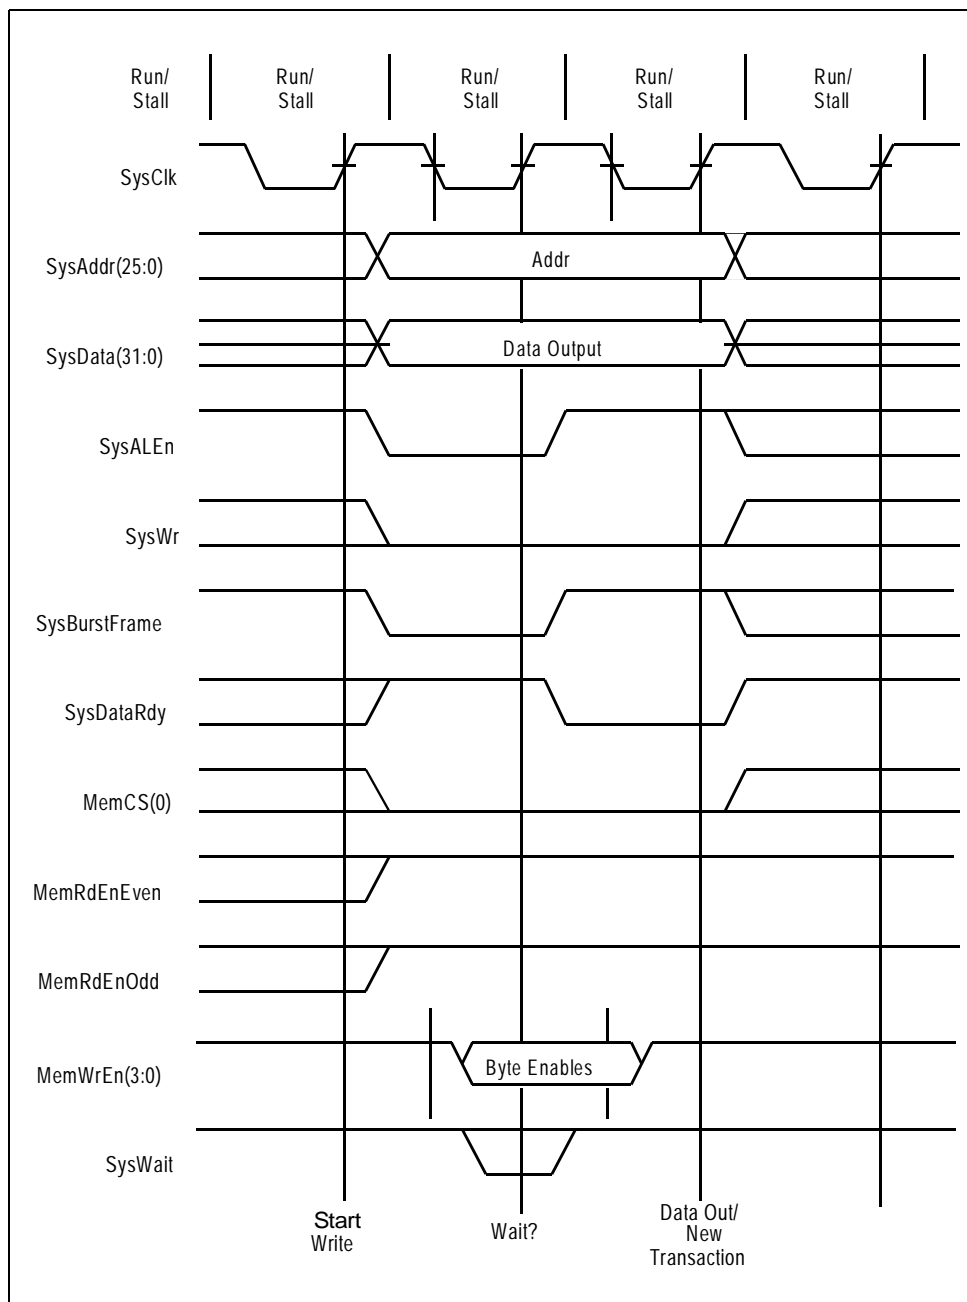 Run/
Stall
Run/
Stall
Run/
Stall
Run/
Stall
Run/
Stall
SysClk
SysAddr(25:0)
Addr
SysData(31:0)
Data Output
SysALEn
SysWr
SysBurstFrame
SysDataRdy
MemCS(0)
MemRdEnEven
MemRdEnOdd
MemWrEn(3:0)
Byte Enables
SysWait
Start
Write
Wait?
Data Out/
New
Transaction